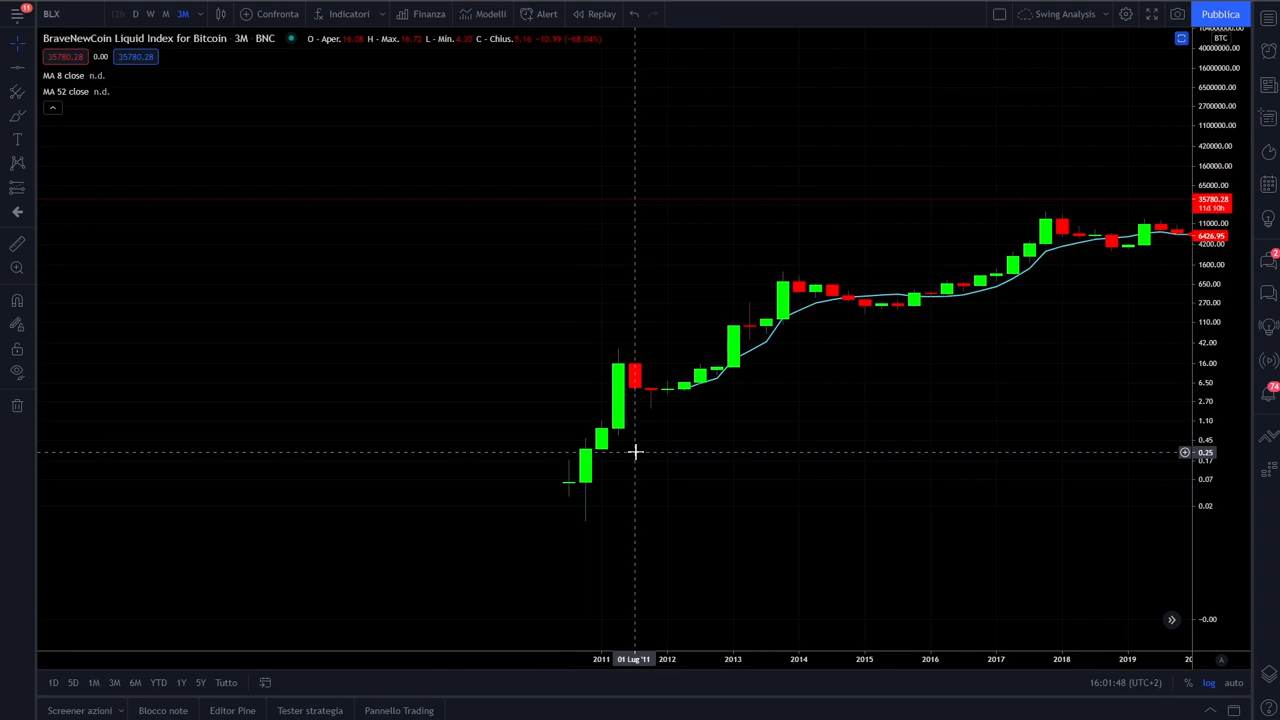 11
BLX 12h D W M 3M Confronta Indicatori Finanza Modelli Alert Replay Swing Analysis Pubblica
BraveNewCoin Liquid Index for Bitcoin · 3M · BNC O - Aper.16.08 H - Max.16.72 L - Min.4.30 C - Chius.5.16 −10.99 (−68.04%)
35780.28 0.00 35780.28
MA 8 close n.d.
MA 52 close n.d.
BTC
40000000.00
16000000.00
6500000.00
2700000.00
1100000.00
420000.00
160000.00
65000.00
35780.28
11d 10h
11000.00
6426.95
4200.00
1600.00
650.00
270.00
110.00
42.00
16.00
6.50
2.70
1.10
0.45
0.25
0.17
0.07
0.02
−0.00
2
74
2011 01 Lug '11 2012 2013 2014 2015 2016 2017 2018 2019 20
A
1D 5D 1M 3M 6M YTD 1Y 5Y Tutto 16:01:48 (UTC+2) % log auto
Screener azioni Blocco note Editor Pine Tester strategia Pannello Trading